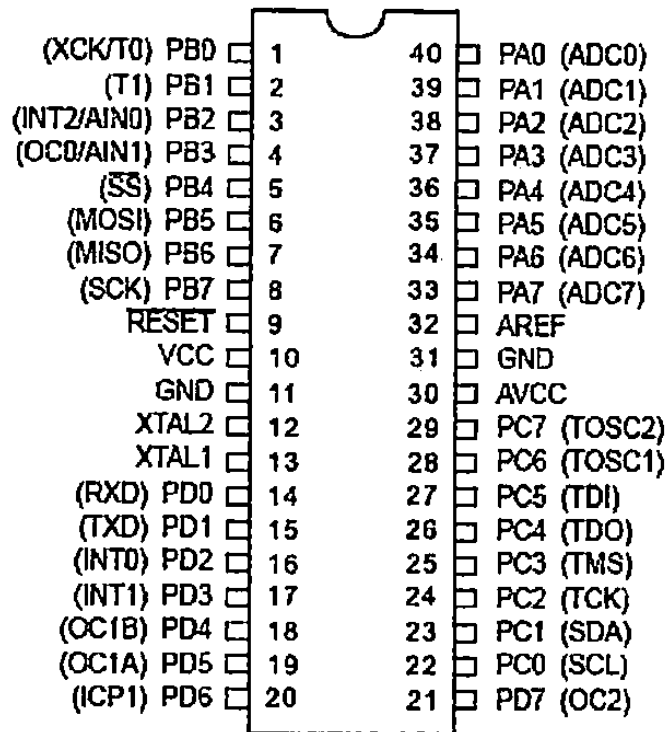 (XCK/T0) PB0 1 40 PA0 (ADC0)
(T1) PB1 2 39 PA1 (ADC1)
(INT2/AIN0) PB2 3 38 PA2 (ADC2)
(OC0/AIN1) PB3 4 37 PA3 (ADC3)
(SS) PB4 5 36 PA4 (ADC4)
(MOSI) PB5 6 35 PA5 (ADC5)
(MISO) PB6 7 34 PA6 (ADC6)
(SCK) PB7 8 33 PA7 (ADC7)
RESET 9 32 AREF
VCC 10 31 GND
GND 11 30 AVCC
XTAL2 12 29 PC7 (TOSC2)
XTAL1 13 28 PC6 (TOSC1)
(RXD) PD0 14 27 PC5 (TDI)
(TXD) PD1 15 26 PC4 (TDO)
(INT0) PD2 16 25 PC3 (TMS)
(INT1) PD3 17 24 PC2 (TCK)
(OC1B) PD4 18 23 PC1 (SDA)
(OC1A) PD5 19 22 PC0 (SCL)
(ICP1) PD6 20 21 PD7 (OC2)